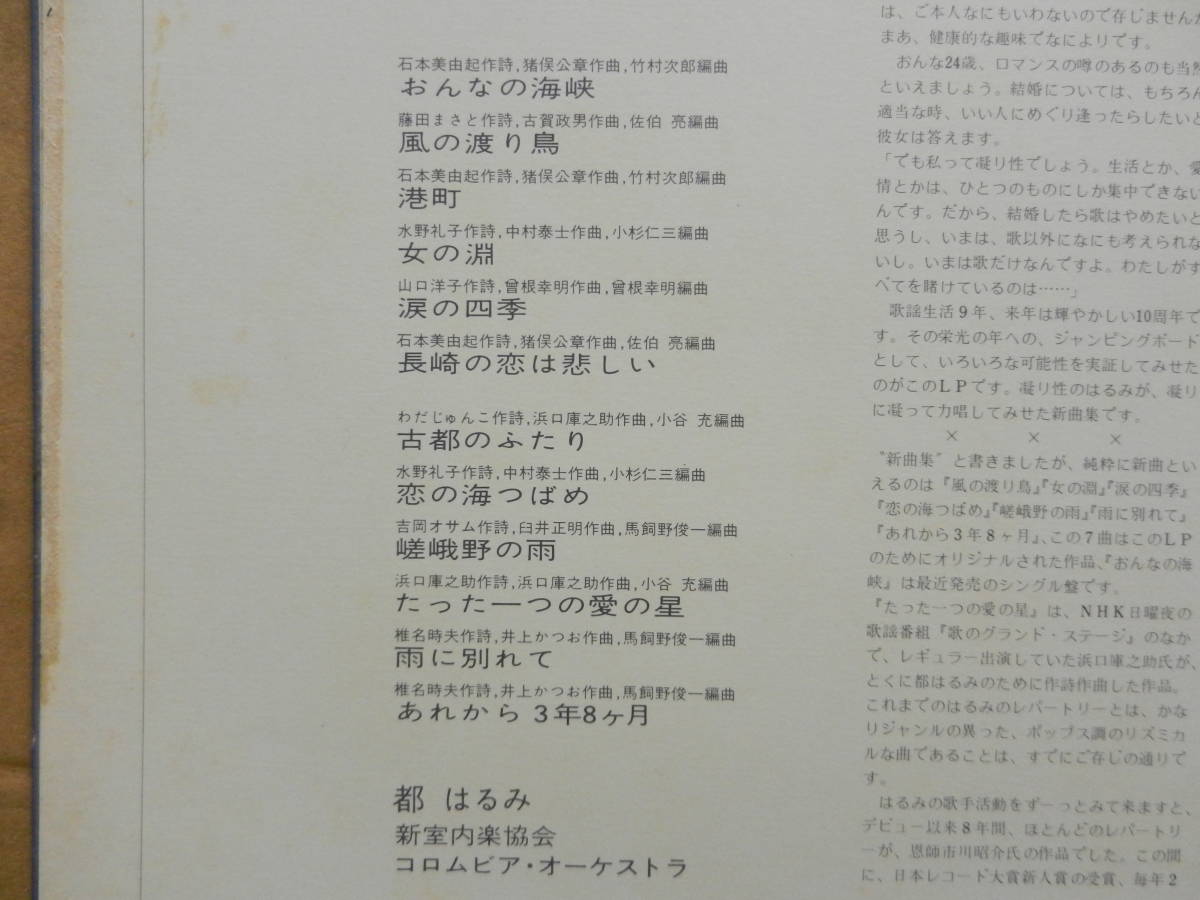 石本美由起作詩,猪俣公章作曲,竹村次郎編曲
おんなの海峡
藤田まさと作詩,古賀政男作曲,佐伯 亮編曲
風の渡り鳥
石本美由起作詩,猪俣公章作曲,竹村次郎編曲
港町
水野礼子作詩,中村泰士作曲,小杉仁三編曲
女の淵
山口洋子作詩,曾根幸明作曲,曾根幸明編曲
涙の四季
石本美由起作詩,猪俣公章作曲,佐伯 亮編曲
長崎の恋は悲しい
わだじゅんこ作詩,浜口庫之助作曲,小谷 充編曲
古都のふたり
水野礼子作詩,中村泰士作曲,小杉仁三編曲
恋の海つばめ
吉岡オサム作詩,臼井正明作曲,馬飼野俊一編曲
嵯峨野の雨
浜口庫之助作詩,浜口庫之助作曲,小谷 充編曲
たった一つの愛の星
椎名時夫作詩,井上かつお作曲,馬飼野俊一編曲
雨に別れて
椎名時夫作詩,井上かつお作曲,馬飼野俊一編曲
あれから3年8ヶ月
都 はるみ
新室内楽協会
コロムビア・オーケストラ
は、ご本人なにもいわないので存じませんが
まあ、健康的な趣味でなによりです。
おんな24歳、ロマンスの噂のあるのも当然
といえましょう。結婚については、もちろん
適当な時、いい人にめぐり逢ったらしたいと
彼女は答えます。
「でも私って凝り性でしょう。生活とか、愛
情とかは、ひとつのものにしか集中できない
んです。だから、結婚したら歌はやめたいと
思うし、いまは、歌以外になにも考えられな
いし。いまは歌だけなんですよ。わたしがす
べてを賭けているのは……」
歌謡生活9年、来年は輝やかしい10周年で
す。その栄光の年への、ジャンピングボード
として、いろいろな可能性を実証してみせた
のがこのLPです。凝り性のはるみが、凝り
に凝って力唱してみせた新曲集です。
× × ×
〝新曲集〟と書きましたが、純粋に新曲とい
えるのは『風の渡り鳥』『女の淵』『涙の四季』
『恋の海つばめ』『嵯峨野の雨』『雨に別れて』
『あれから3年8ヶ月』、この7曲はこのLP
のためにオリジナルされた作品、『おんなの海
峡』は最近発売のシングル盤です。
『たった一つの愛の星』は、NHK日曜夜の
歌謡番組『歌のグランド・ステージ』のなか
で、レギュラー出演していた浜口庫之助氏が、
とくに都はるみのために作詩作曲した作品。
これまでのはるみのレパートリーとは、かな
りジャンルの異った、ポップス調のリズミカ
ルな曲であることは、すでにご存じの通りで
す。
はるみの歌手活動をずーっとみて来ますと、
デビュー以来8年間、ほとんどのレパートリ
ーが、恩師市川昭介氏の作品でした。この間
に、日本レコード大賞新人賞の受賞、毎年2